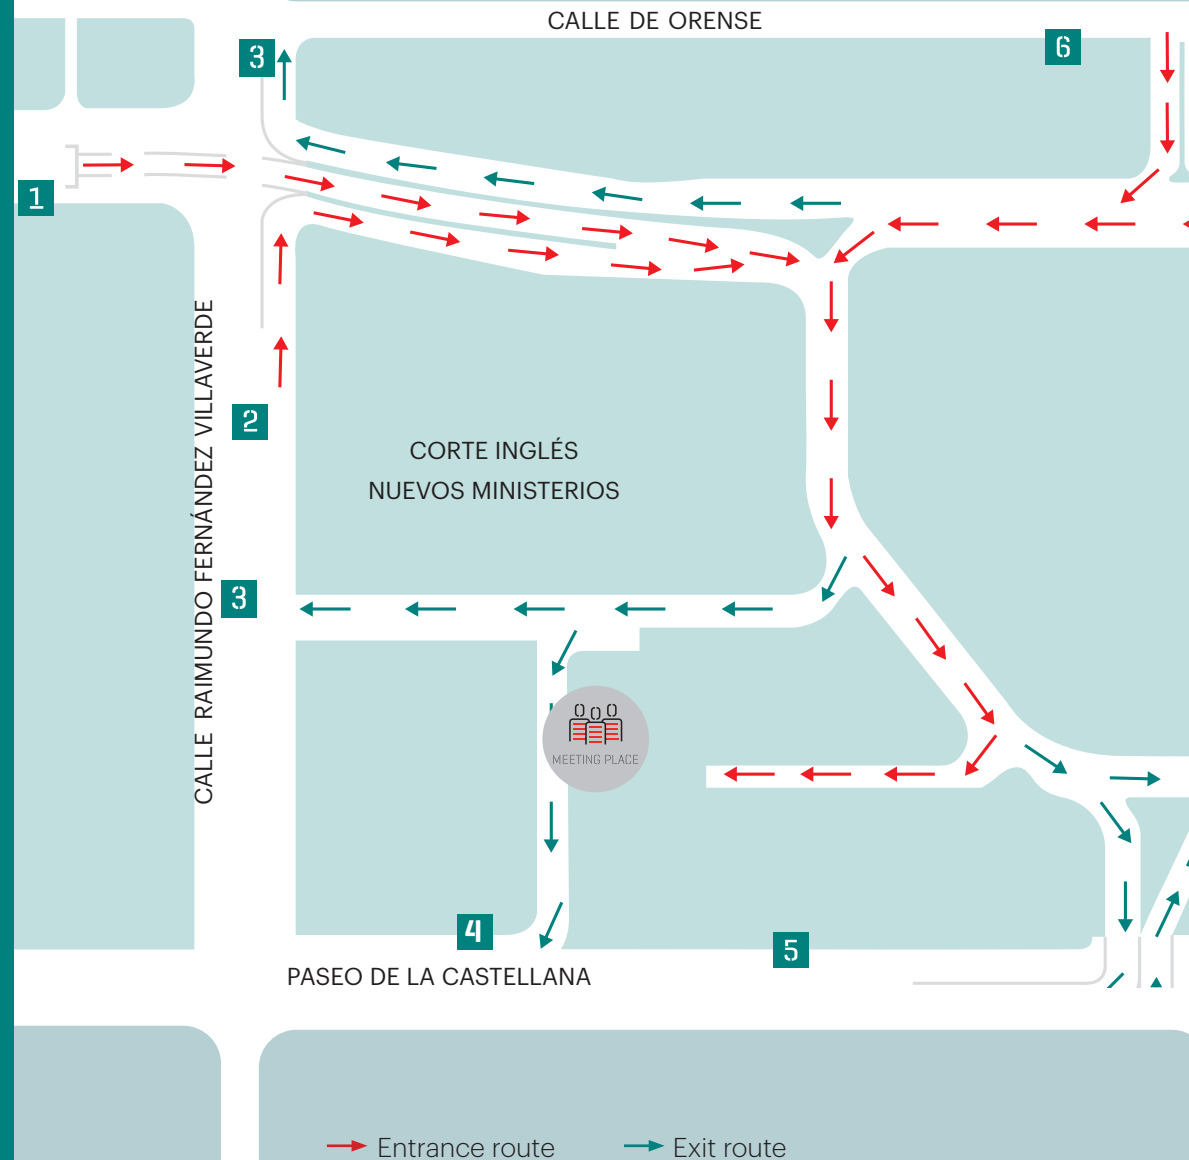 CALLE DE ORENSE
3
6
1
CALLE RAIMUNDO FERNÁNDEZ VILLAVERDE
2
CORTE INGLÉS
NUEVOS MINISTERIOS
3
MEETING PLACE
4
5
PASEO DE LA CASTELLANA
Entrance route
Exit route